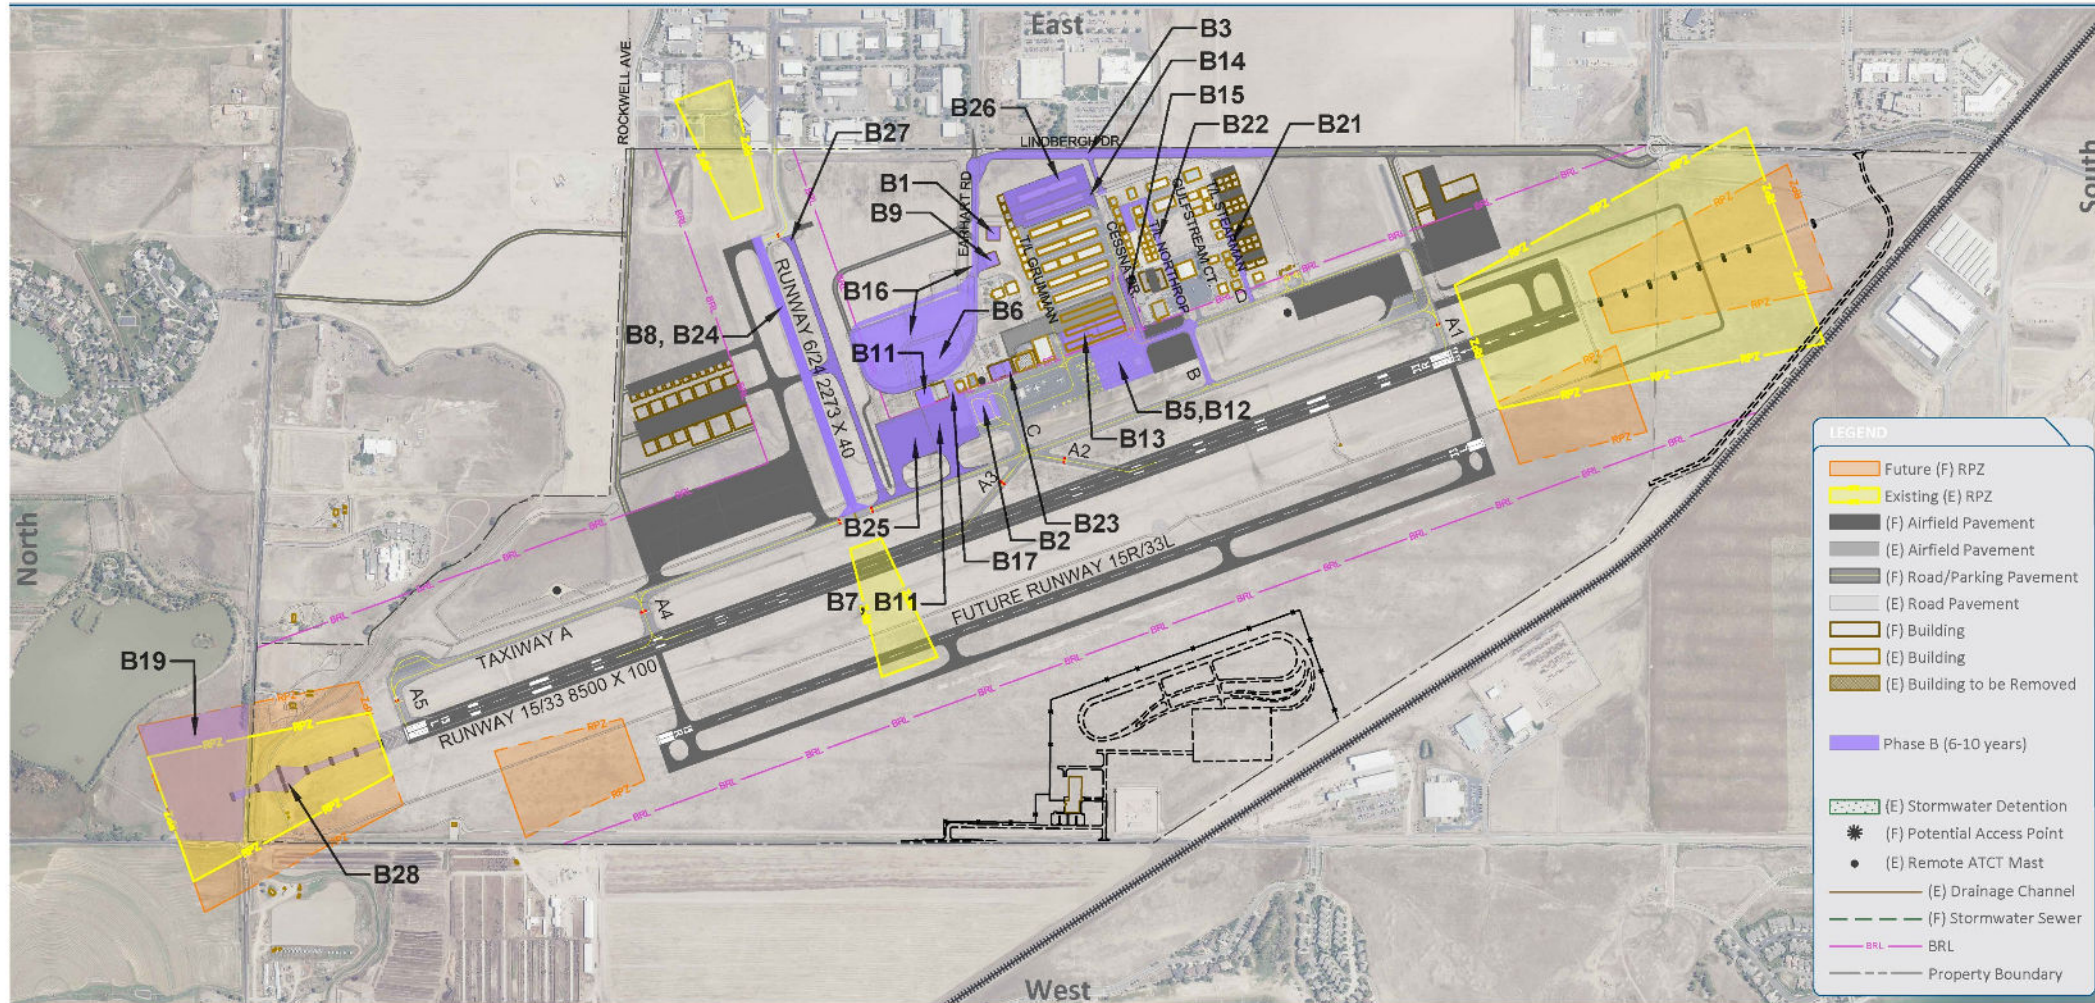 East
B3
B14
B15
B26
B22
B21
B27
ROCKWELL AVE.
LINDBERGH DR.
South
B1
B9
EARHART RD
T/L GRUMMAN
CESSNA DR.
T/L NORTHROP
GULFSTREAM CT.
T/L STEARMAN
BRL
RPZ
B16
B6
D
B8, B24
RUNWAY 6/24 2273 X 40
B11
B
A1
B5,B12
B13
C
A2
A3
B25
B23
B2
B17
B7, B11
FUTURE RUNWAY 15R/33L
North
A4
TAXIWAY A
A5
RUNWAY 15/33 8500 X 100
B19
B28
West
LEGEND
Future (F) RPZ
Existing (E) RPZ
(F) Airfield Pavement
(E) Airfield Pavement
(F) Road/Parking Pavement
(E) Road Pavement
(F) Building
(E) Building
(E) Building to be Removed
Phase B (6-10 years)
(E) Stormwater Detention
(F) Potential Access Point
(E) Remote ATCT Mast
(E) Drainage Channel
(F) Stormwater Sewer
BRL BRL
Property Boundary